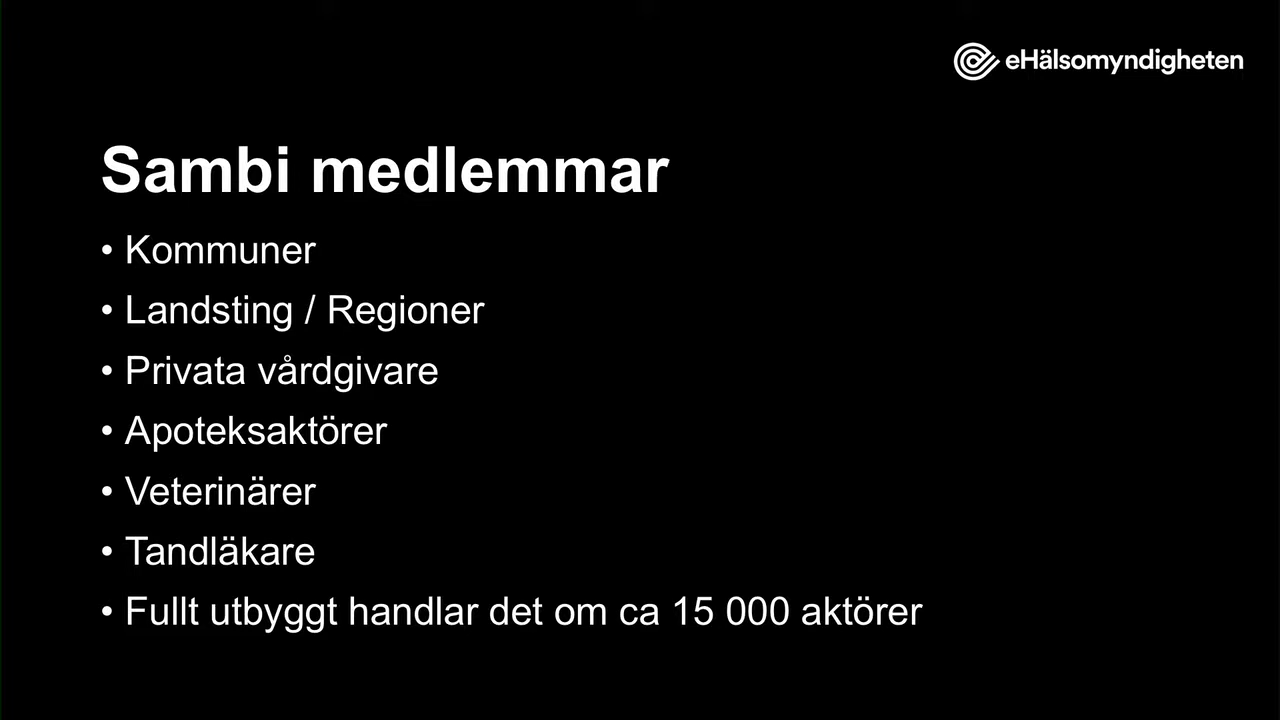 eHälsomyndigheten
Sambi medlemmar
• Kommuner
• Landsting / Regioner
• Privata vårdgivare
• Apoteksaktörer
• Veterinärer
• Tandläkare
• Fullt utbyggt handlar det om ca 15 000 aktörer